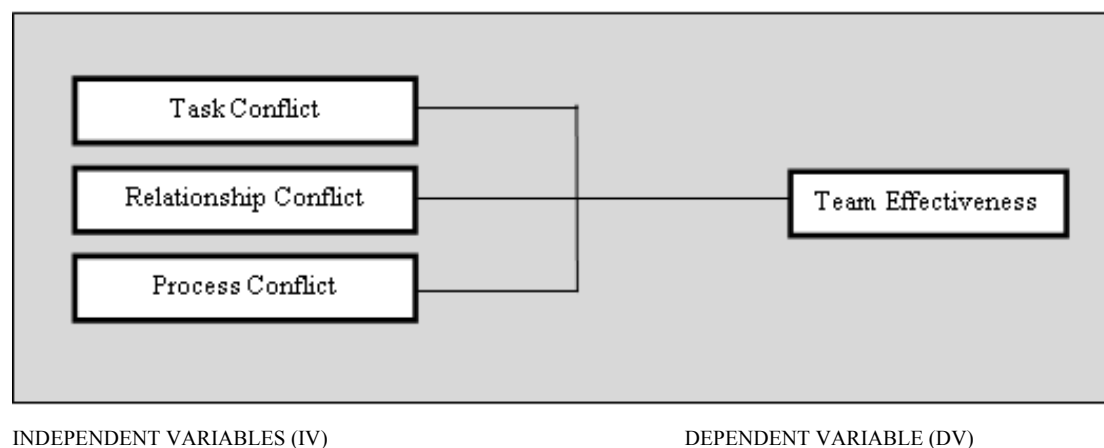 Task Conflict
Relationship Conflict
Team Effectiveness
Process Conflict
INDEPENDENT VARIABLES (IV) DEPENDENT VARIABLE (DV)